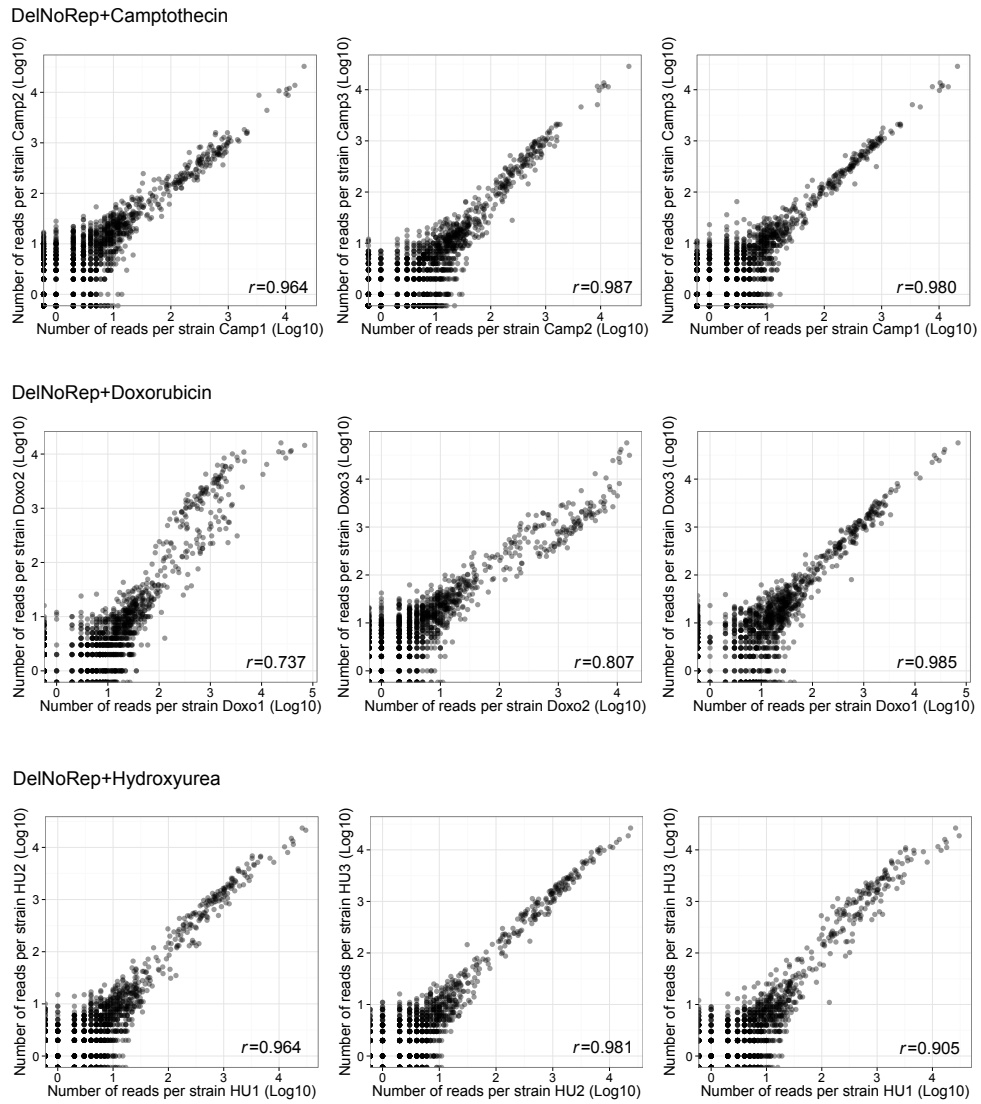 DelNoRep+Camptothecin
Number of reads per strain Camp2 (Log10)
4
3
2
1
0
r=0.964
0 1 2 3 4
Number of reads per strain Camp1 (Log10)
Number of reads per strain Camp3 (Log10)
4
3
2
1
0
r=0.987
0 1 2 3 4
Number of reads per strain Camp2 (Log10)
Number of reads per strain Camp3 (Log10)
4
3
2
1
0
r=0.980
0 1 2 3 4
Number of reads per strain Camp1 (Log10)
DelNoRep+Doxorubicin
Number of reads per strain Doxo2 (Log10)
4
3
2
1
0
r=0.737
0 1 2 3 4 5
Number of reads per strain Doxo1 (Log10)
Number of reads per strain Doxo3 (Log10)
4
3
2
1
0
r=0.807
0 1 2 3 4
Number of reads per strain Doxo2 (Log10)
Number of reads per strain Doxo3 (Log10)
4
3
2
1
0
r=0.985
0 1 2 3 4 5
Number of reads per strain Doxo1 (Log10)
DelNoRep+Hydroxyurea
Number of reads per strain HU2 (Log10)
4
3
2
1
0
r=0.964
0 1 2 3 4
Number of reads per strain HU1 (Log10)
Number of reads per strain HU3 (Log10)
4
3
2
1
0
r=0.981
0 1 2 3 4
Number of reads per strain HU2 (Log10)
Number of reads per strain HU3 (Log10)
4
3
2
1
0
r=0.905
0 1 2 3 4
Number of reads per strain HU1 (Log10)